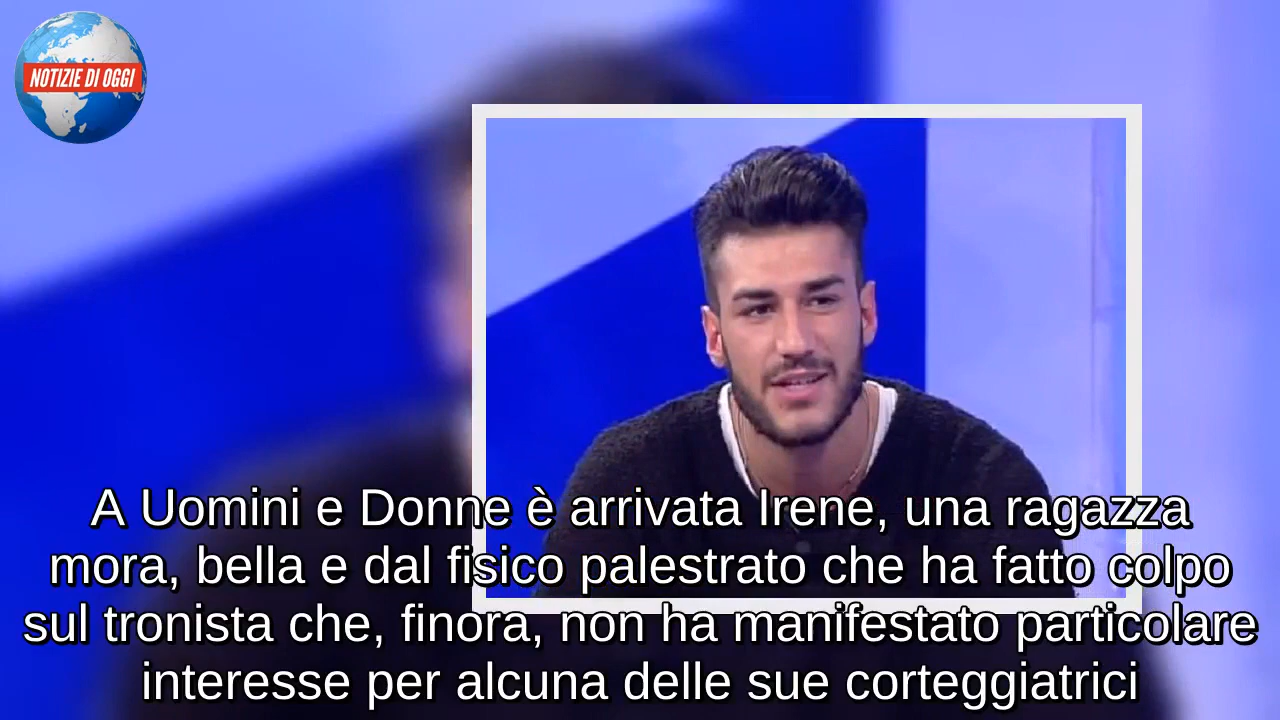 NOTIZIE DI OGGI
A Uomini e Donne è arrivata Irene, una ragazza
mora, bella e dal fisico palestrato che ha fatto colpo
sul tronista che, finora, non ha manifestato particolare
interesse per alcuna delle sue corteggiatrici